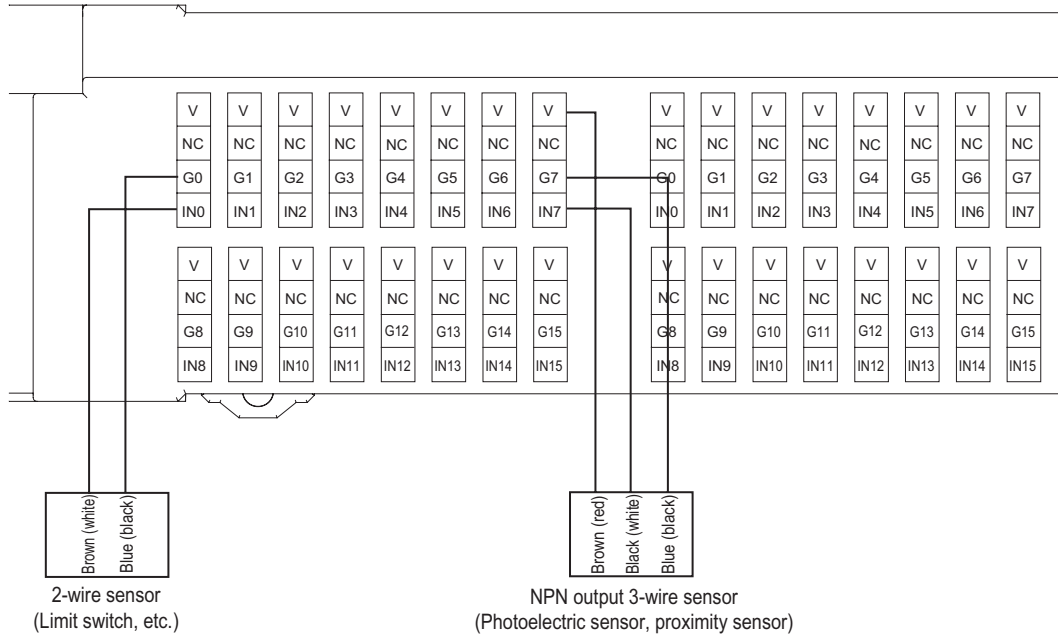 V V V V V V V V V V V V V V V V
NC NC NC NC NC NC NC NC NC NC NC NC NC NC NC NC
G0 G1 G2 G3 G4 G5 G6 G7 G0 G1 G2 G3 G4 G5 G6 G7
IN0 IN1 IN2 IN3 IN4 IN5 IN6 IN7 IN0 IN1 IN2 IN3 IN4 IN5 IN6 IN7
V V V V V V V V V V V V V V V V
NC NC NC NC NC NC NC NC NC NC NC NC NC NC NC NC
G8 G9 G10 G11 G12 G13 G14 G15 G8 G9 G10 G11 G12 G13 G14 G15
IN8 IN9 IN10 IN11 IN12 IN13 IN14 IN15 IN8 IN9 IN10 IN11 IN12 IN13 IN14 IN15
Brown (white)
Blue (black)
2-wire sensor
(Limit switch, etc.)
Brown (red)
Black (white)
Blue (black)
NPN output 3-wire sensor
(Photoelectric sensor, proximity sensor)